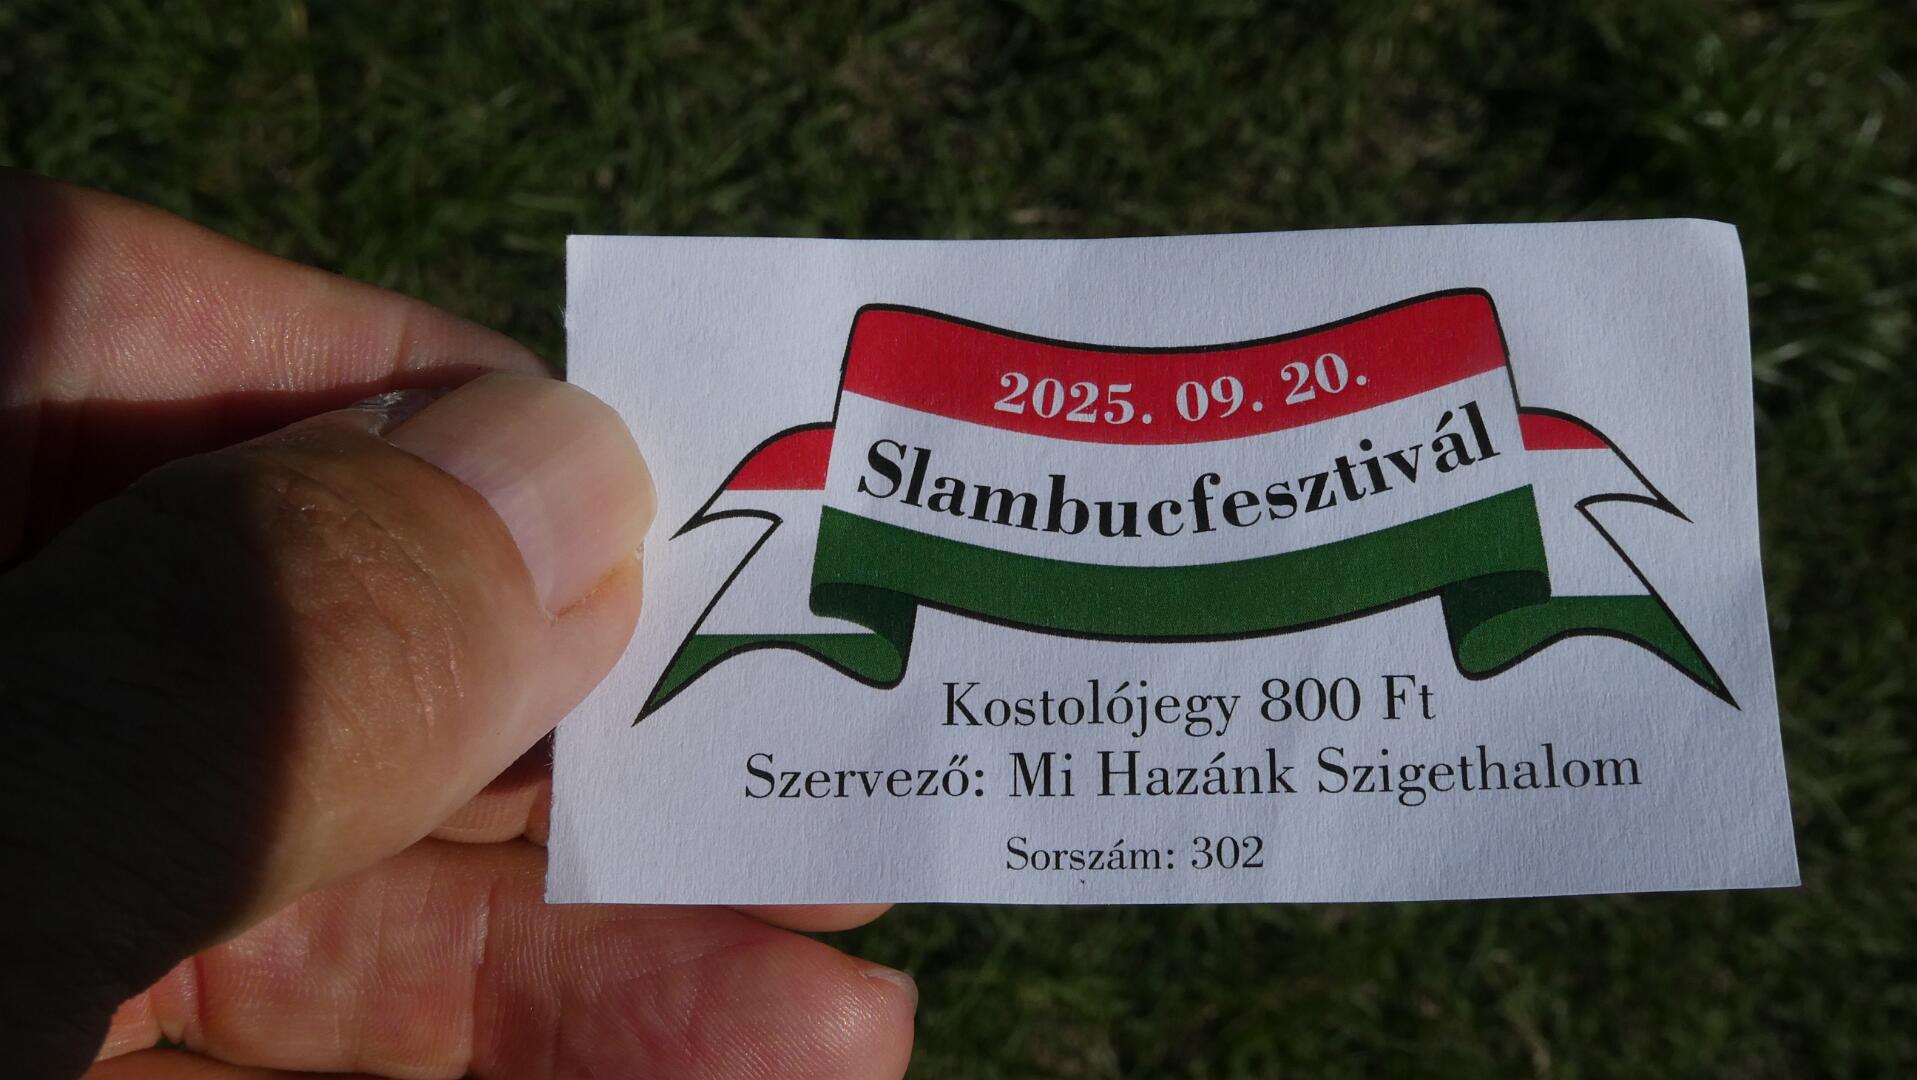 2025. 09. 20.
Slambucfesztivál
Kostolójegy 800 Ft
Szervező: Mi Hazánk Szigethalom
Sorszám: 302